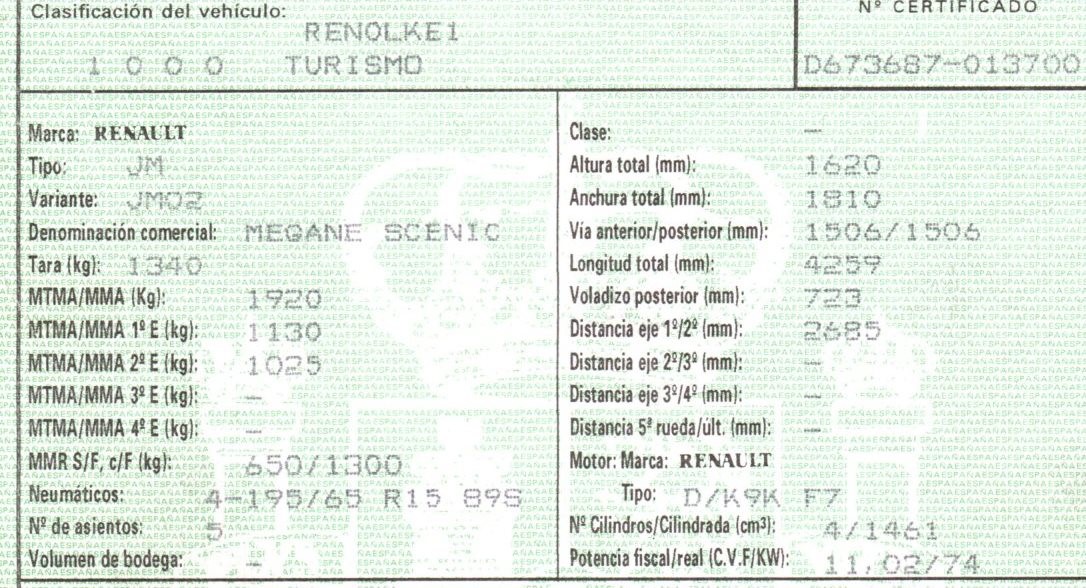 Clasificación del vehículo:
RENOLKE1
1 0 0 0 TURISMO
Nº CERTIFICADO
D673687-013700
Marca: RENAULT
Tipo: JM
Variante: JM02
Denominación comercial: MEGANE SCENIC
Tara (kg): 1340
MTMA/MMA (Kg): 1920
MTMA/MMA 1º E (kg): 1130
MTMA/MMA 2º E (kg): 1025
MTMA/MMA 3º E (kg): -
MTMA/MMA 4º E (kg): -
MMR S/F, c/F (kg): 650/1300
Neumáticos: 4-195/65 R15 89S
Nº de asientos: 5
Volumen de bodega: -
Clase: -
Altura total (mm): 1620
Anchura total (mm): 1810
Vía anterior/posterior (mm): 1506/1506
Longitud total (mm): 4259
Voladizo posterior (mm): 723
Distancia eje 1º/2º (mm): 2685
Distancia eje 2º/3º (mm): -
Distancia eje 3º/4º (mm): -
Distancia 5ª rueda/últ. (mm): -
Motor: Marca: RENAULT
Tipo: D/K9K F7
Nº Cilindros/Cilindrada (cm³): 4/1461
Potencia fiscal/real (C.V.F/KW): 11,02/74